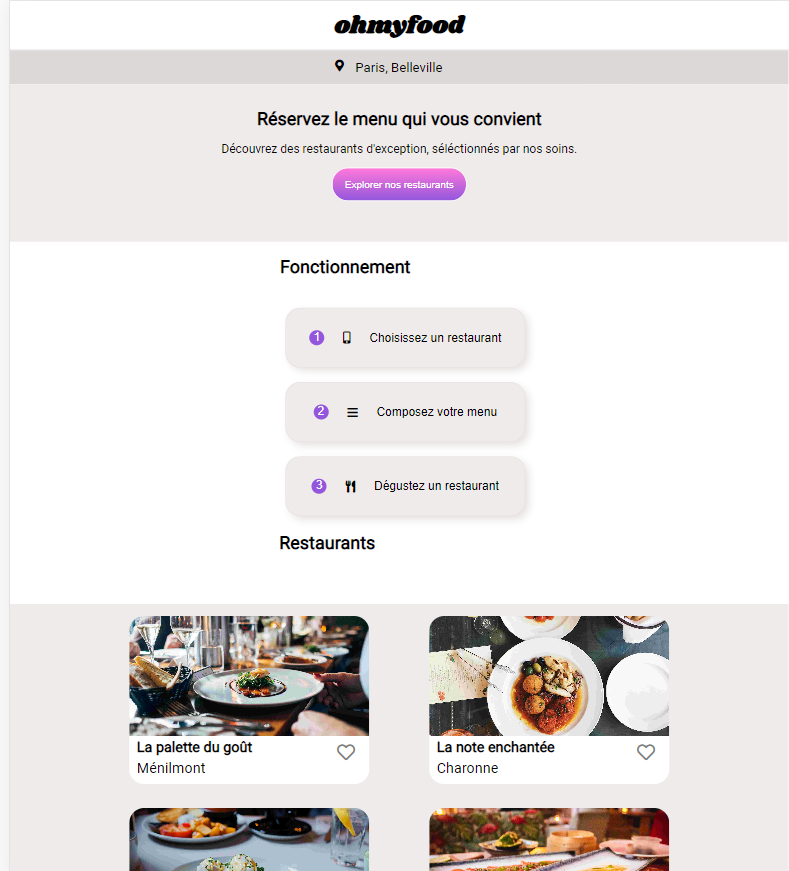 ohmyfood
Paris, Belleville
Réservez le menu qui vous convient
Découvrez des restaurants d'exception, séléctionnés par nos soins.
Explorer nos restaurants
Fonctionnement
1 Choisissez un restaurant
2 Composez votre menu
3 Dégustez un restaurant
Restaurants
La palette du goût
Ménilmont
La note enchantée
Charonne